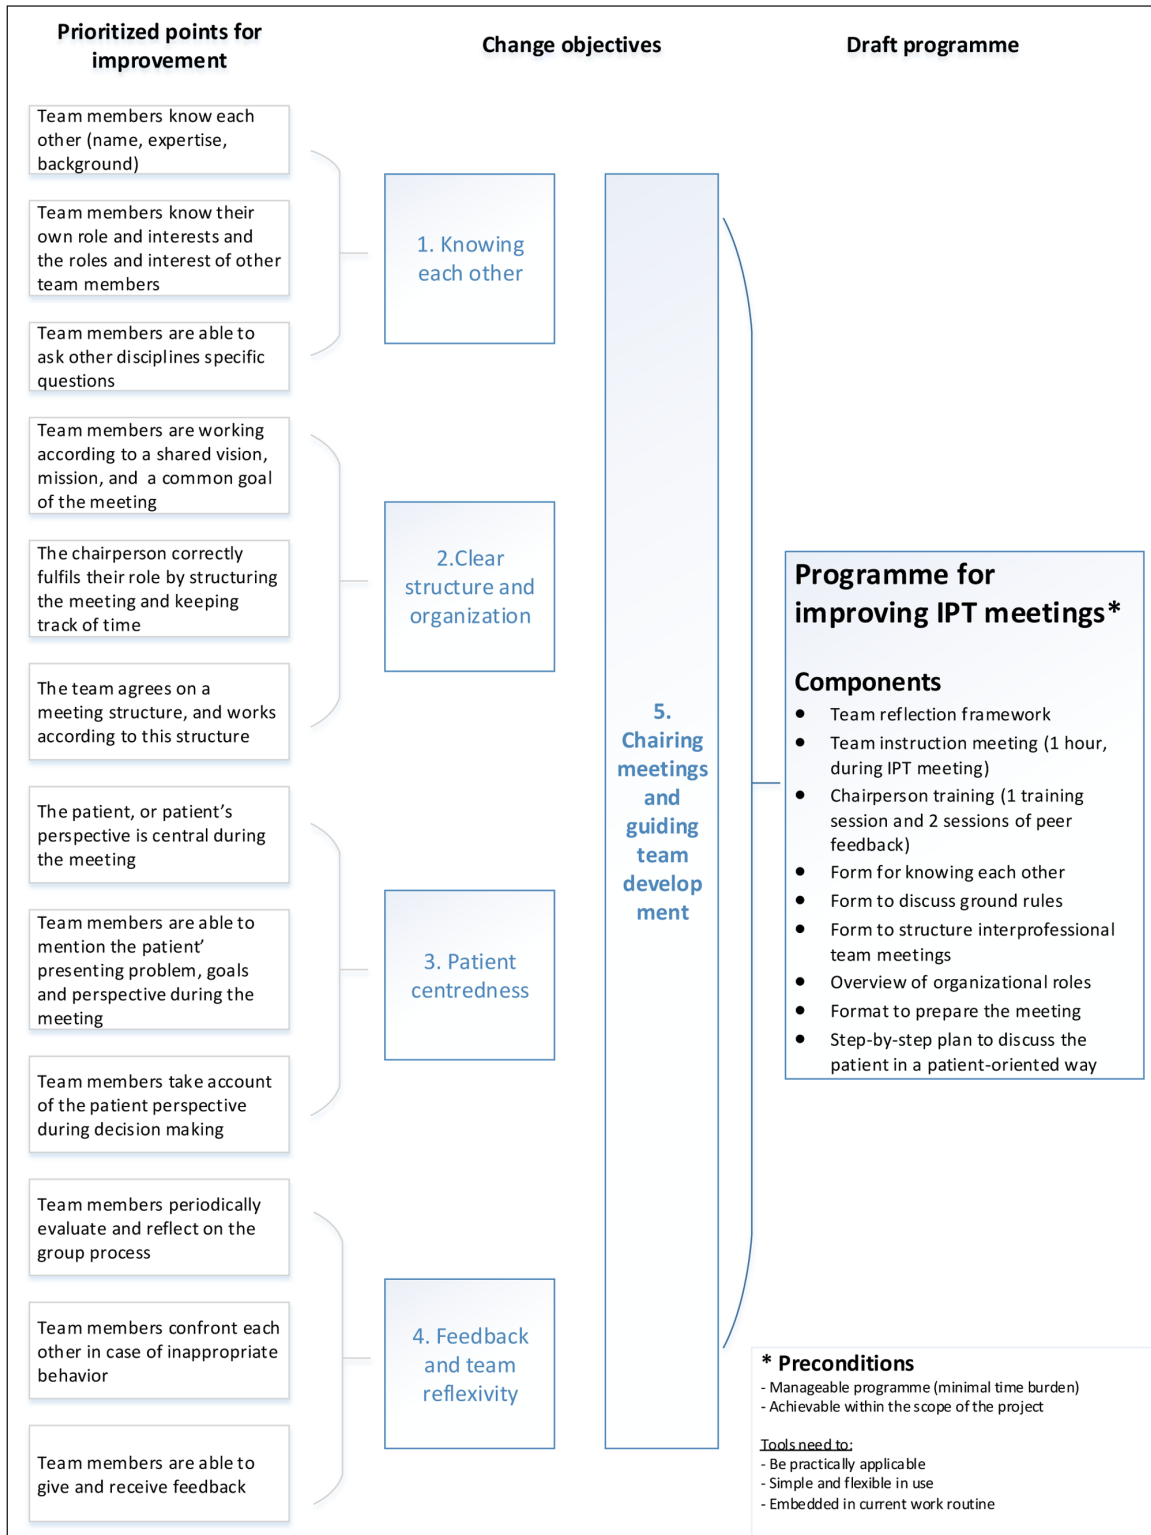 Prioritized points for
improvement
Change objectives
Draft programme
Team members know each
other (name, expertise,
background)
Team members know their
own role and interests and
the roles and interest of other
team members
Team members are able to
ask other disciplines specific
questions
1. Knowing
each other
Team members are working
according to a shared vision,
mission, and a common goal
of the meeting
The chairperson correctly
fulfils their role by structuring
the meeting and keeping
track of time
The team agrees on a
meeting structure, and works
according to this structure
2.Clear
structure and
organization
The patient, or patient's
perspective is central during
the meeting
Team members are able to
mention the patient'
presenting problem, goals
and perspective during the
meeting
Team members take account
of the patient perspective
during decision making
3. Patient
centredness
Team members periodically
evaluate and reflect on the
group process
Team members confront each
other in case of inappropriate
behavior
Team members are able to
give and receive feedback
4. Feedback
and team
reflexivity
5.
Chairing
meetings
and
guiding
team
develop
ment
Programme for
improving IPT meetings*
Components
● Team reflection framework
● Team instruction meeting (1 hour,
during IPT meeting)
● Chairperson training (1 training
session and 2 sessions of peer
feedback)
● Form for knowing each other
● Form to discuss ground rules
● Form to structure interprofessional
team meetings
● Overview of organizational roles
● Format to prepare the meeting
● Step-by-step plan to discuss the
patient in a patient-oriented way
* Preconditions
- Manageable programme (minimal time burden)
- Achievable within the scope of the project
Tools need to:
- Be practically applicable
- Simple and flexible in use
- Embedded in current work routine